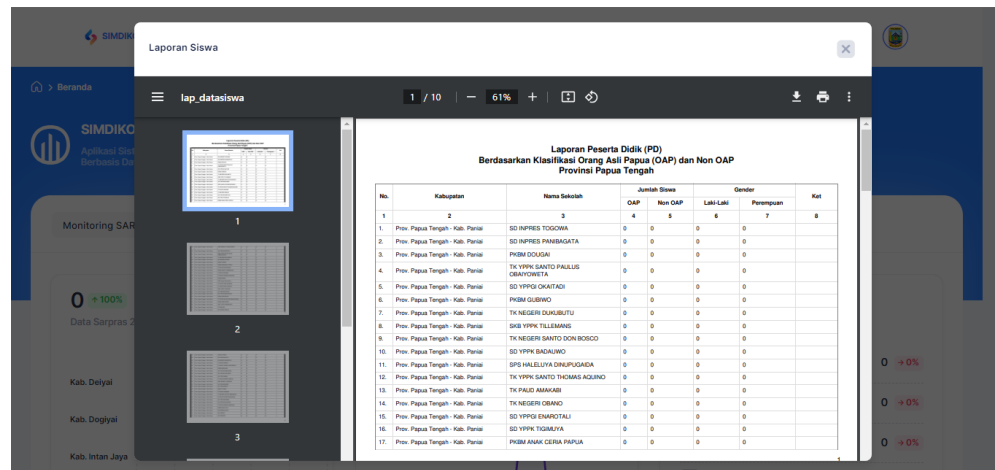 SIMDIK
Laporan Siswa
> Beranda
lap_datasiswa
1 / 10 | − 61% + |
SIMDIKO
Aplikasi Sist
Berbasis Da
Monitoring SAR
0 100%
Data Sarpras 2
Kab. Deiyai
Kab. Dogiyai
Kab. Intan Jaya
1
2
3
Laporan Peserta Didik (PD)
Berdasarkan Klasifikasi Orang Asli Papua (OAP) dan Non OAP
Provinsi Papua Tengah
No. Kabupatan Nama Sekolah Jumlah Siswa Gender Ket
OAP Non OAP Laki-Laki Perempuan
1 2 3 4 5 6 7 8
1. Prov. Papua Tengah - Kab. Paniai SD INPRES TOGOWA 0 0 0 0
2. Prov. Papua Tengah - Kab. Paniai SD INPRES PANIBAGATA 0 0 0 0
3. Prov. Papua Tengah - Kab. Paniai PKBM DOUGAI 0 0 0 0
4. Prov. Papua Tengah - Kab. Paniai TK YPPK SANTO PAULUS OBAIYOWETA 0 0 0 0
5. Prov. Papua Tengah - Kab. Paniai SD YPPGI OKAITADI 0 0 0 0
6. Prov. Papua Tengah - Kab. Paniai PKBM GUBIWO 0 0 0 0
7. Prov. Papua Tengah - Kab. Paniai TK NEGERI DUKUBUTU 0 0 0 0
8. Prov. Papua Tengah - Kab. Paniai SKB YPPK TILLEMANS 0 0 0 0
9. Prov. Papua Tengah - Kab. Paniai TK NEGERI SANTO DON BOSCO 0 0 0 0
10. Prov. Papua Tengah - Kab. Paniai SD YPPK BADAUWO 0 0 0 0
11. Prov. Papua Tengah - Kab. Paniai SPS HALELUYA DINUPUGAIDA 0 0 0 0
12. Prov. Papua Tengah - Kab. Paniai TK YPPK SANTO THOMAS AQUINO 0 0 0 0
13. Prov. Papua Tengah - Kab. Paniai TK PAUD AMAKABI 0 0 0 0
14. Prov. Papua Tengah - Kab. Paniai TK NEGERI OBANO 0 0 0 0
15. Prov. Papua Tengah - Kab. Paniai SD YPPGI ENAROTALI 0 0 0 0
16. Prov. Papua Tengah - Kab. Paniai SD YPPK TIGIMUYA 0 0 0 0
17. Prov. Papua Tengah - Kab. Paniai PKBM ANAK CERIA PAPUA 0 0 0 0
0 0%
0 0%
0 0%